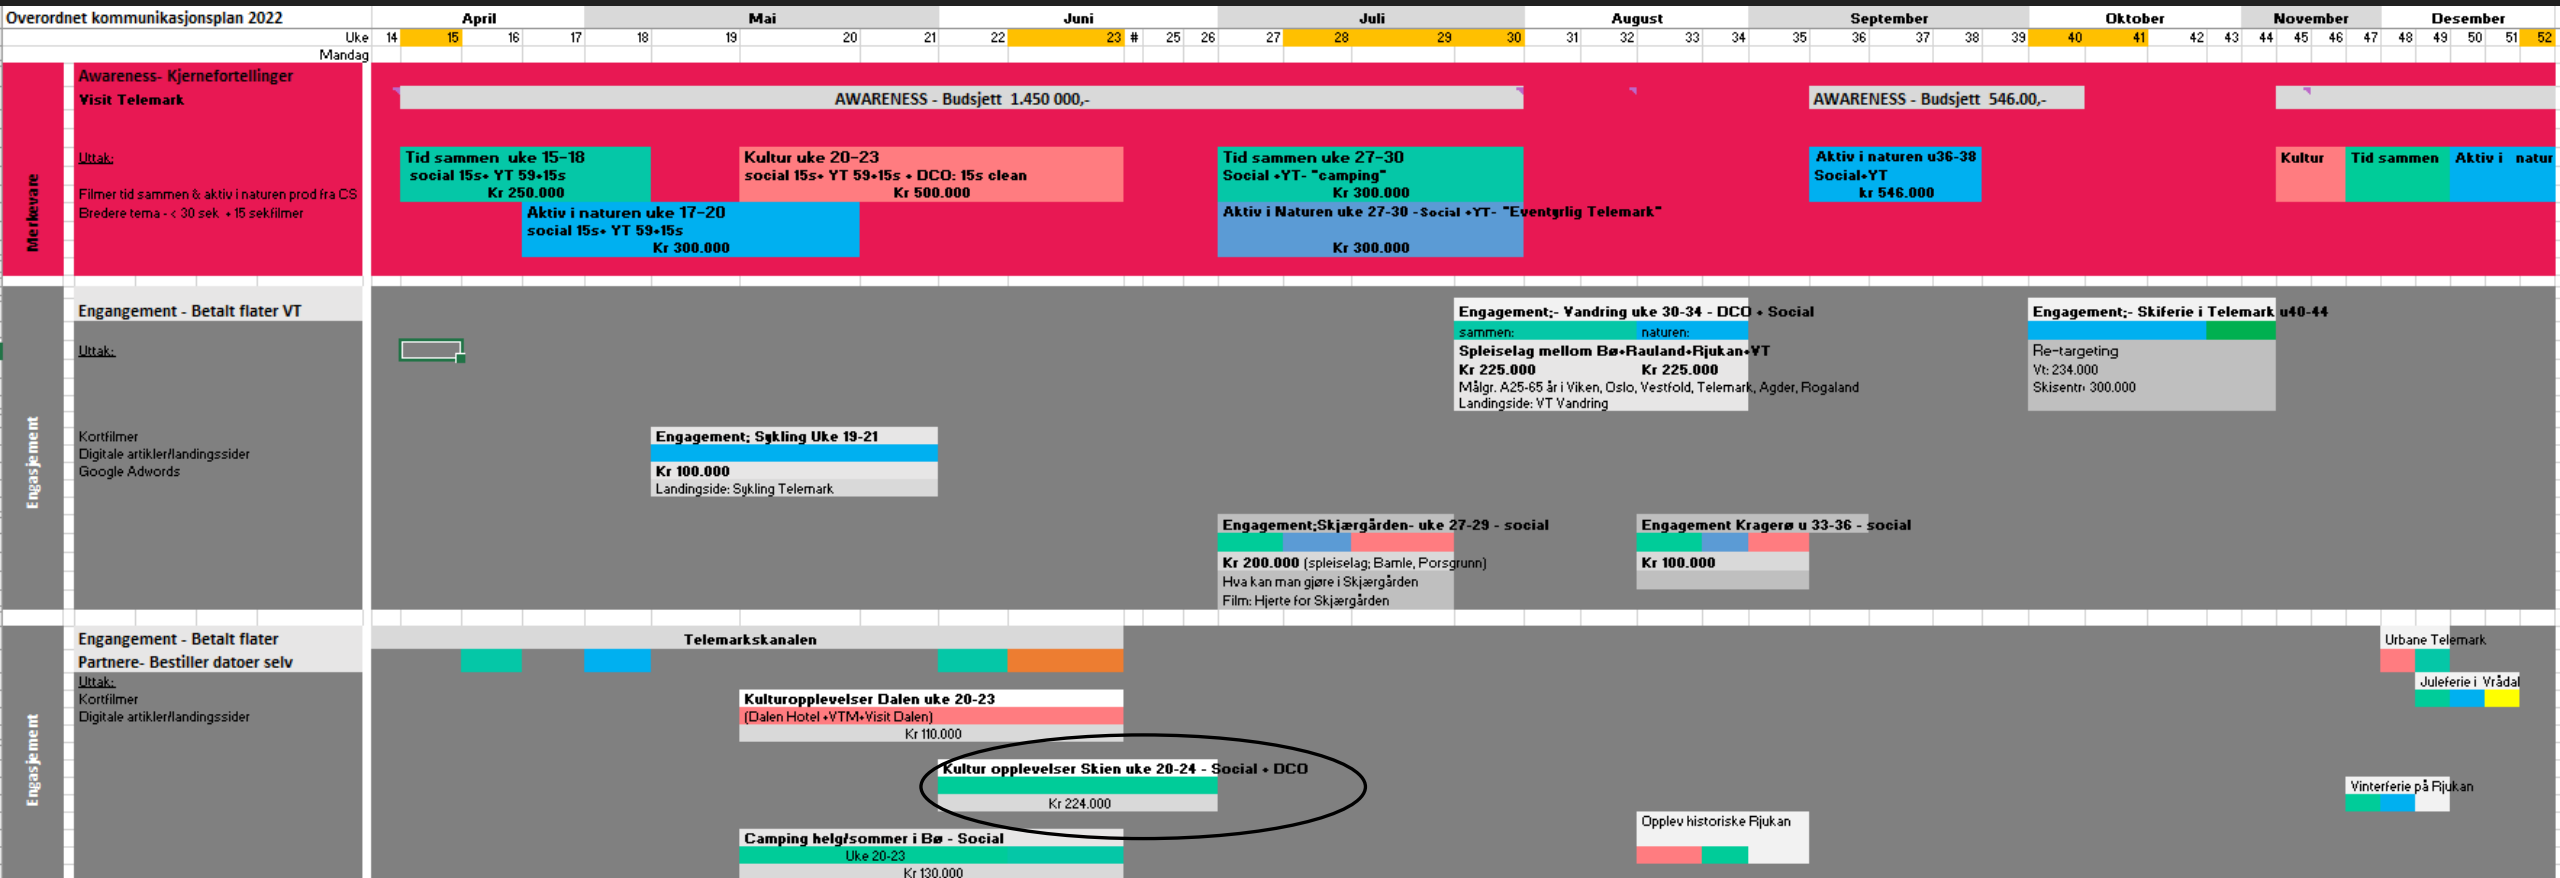 Overordnet kommunikasjonsplan 2022
April Mai Juni Juli August September Oktober November Desember
Uke 14 15 16 17 18 19 20 21 22 23 # 25 26 27 28 29 30 31 32 33 34 35 36 37 38 39 40 41 42 43 44 45 46 47 48 49 50 51 52
Mandag
Merkevare
Awareness- Kjernefortellinger
Visit Telemark
AWARENESS - Budsjett 1.450 000,-
AWARENESS - Budsjett 546.00,-
Uttak:
Filmer tid sammen & aktiv i naturen prod fra CS
Bredere tema - < 30 sek + 15 sekfilmer
Tid sammen uke 15-18
social 15s+ YT 59+15s
Kr 250.000
Aktiv i naturen uke 17-20
social 15s+ YT 59+15s
Kr 300.000
Kultur uke 20-23
social 15s+ YT 59+15s + DCO: 15s clean
Kr 500.000
Tid sammen uke 27-30
Social +YT- "camping"
Kr 300.000
Aktiv i Naturen uke 27-30 -Social +YT- "Eventyrlig Telemark"
Kr 300.000
Aktiv i naturen u36-38
Social+YT
kr 546.000
Kultur
Tid sammen
Aktiv i natur
Engasjement
Engangement - Betalt flater VT
Uttak:
Kortfilmer
Digitale artikler/landingssider
Google Adwords
Engagement; Sykling Uke 19-21
Kr 100.000
Landingside: Sykling Telemark
Engagement;- Vandring uke 30-34 - DCO + Social
sammen: naturen:
Spleiselag mellom Bø+Rauland+Rjukan+VT
Kr 225.000 Kr 225.000
Målgr. A25-65 år i Viken, Oslo, Vestfold, Telemark, Agder, Rogaland
Landingside: VT Vandring
Engagement;- Skiferie i Telemark u40-44
Re-targeting
Vt: 234.000
Skisentr: 300.000
Engagement;Skjærgården- uke 27-29 - social
Kr 200.000 (spleiselag; Bamle, Porsgrunn)
Hva kan man gjøre i Skjærgården
Film: Hjerte for Skjærgården
Engagement Kragerø u 33-36 - social
Kr 100.000
Engasjement
Engangement - Betalt flater
Partnere- Bestiller datoer selv
Uttak:
Kortfilmer
Digitale artikler/landingssider
Telemarkskanalen
Kulturopplevelser Dalen uke 20-23
(Dalen Hotel +VTM+Visit Dalen)
Kr 110.000
Kultur opplevelser Skien uke 20-24 - Social + DCO
Kr 224.000
Camping helg/sommer i Bø - Social
Uke 20-23
Kr 130.000
Opplev historiske Rjukan
Urbane Telemark
Juleferie i Vrådal
Vinterferie på Rjukan